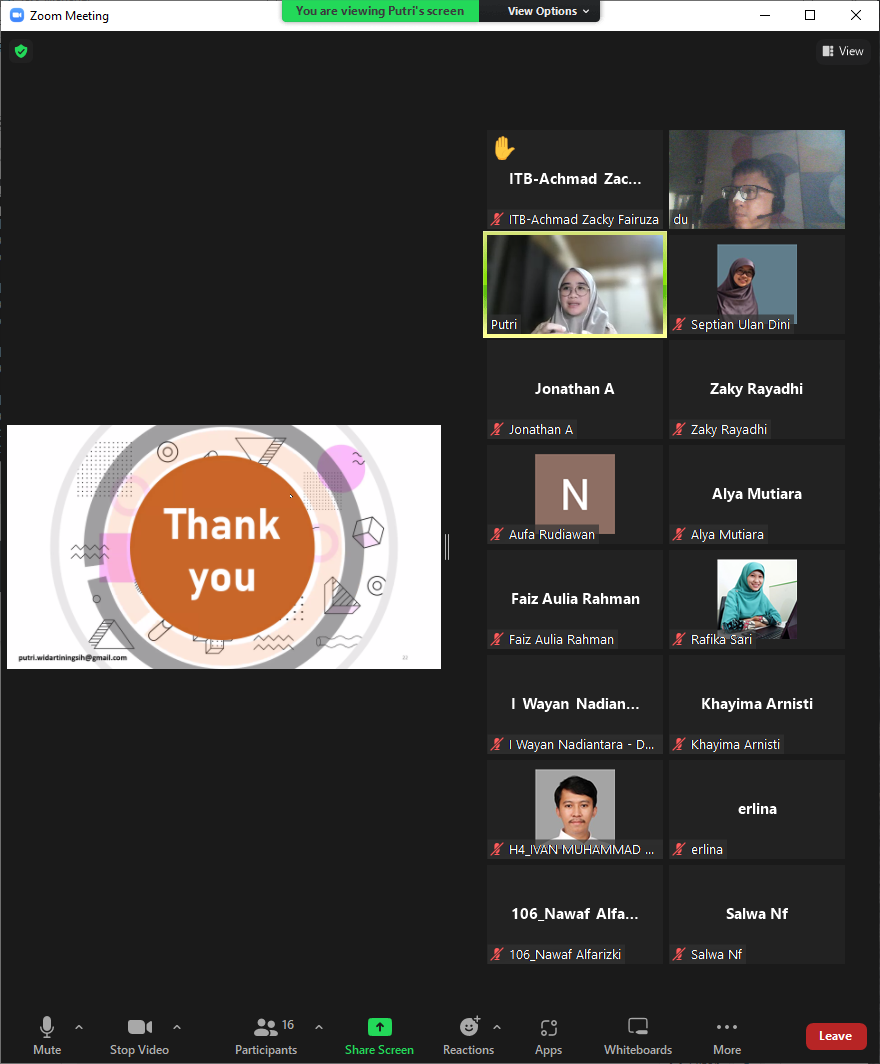 Zoom Meeting
You are viewing Putri's screen
View Options
View
ITB-Achmad Zac...
ITB-Achmad Zacky Fairuza
du
Putri
Septian Ulan Dini
Jonathan A
Jonathan A
Zaky Rayadhi
Zaky Rayadhi
N
Aufa Rudiawan
Alya Mutiara
Alya Mutiara
Faiz Aulia Rahman
Faiz Aulia Rahman
Rafika Sari
I Wayan Nadian...
I Wayan Nadiantara - D...
Khayima Arnisti
Khayima Arnisti
H4_IVAN MUHAMMAD ...
erlina
erlina
106_Nawaf Alfa...
106_Nawaf Alfarizki
Salwa Nf
Salwa Nf
Thank
you
putri.widartiningsih@gmail.com
Mute
Stop Video
16
Participants
Share Screen
Reactions
Apps
Whiteboards
More
Leave